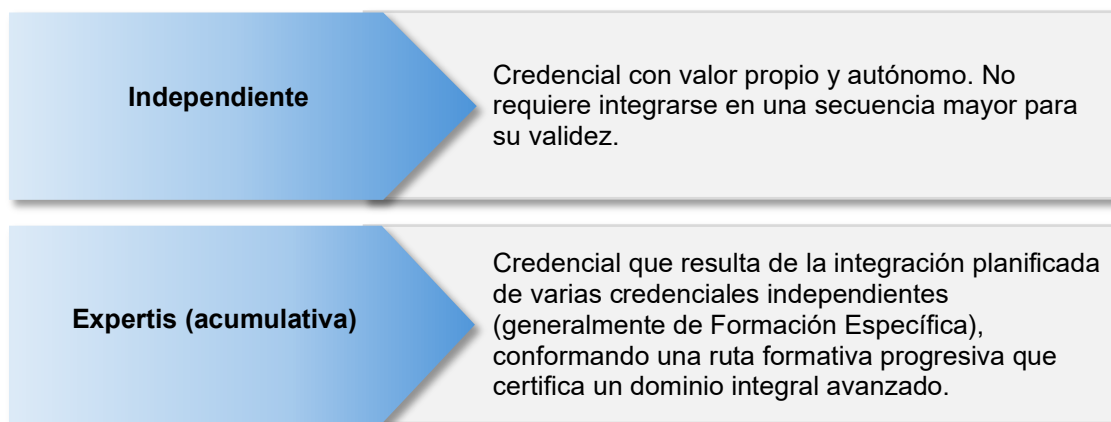 Independiente
Credencial con valor propio y autónomo. No
requiere integrarse en una secuencia mayor para
su validez.
Expertis (acumulativa)
Credencial que resulta de la integración planificada
de varias credenciales independientes
(generalmente de Formación Específica),
conformando una ruta formativa progresiva que
certifica un dominio integral avanzado.